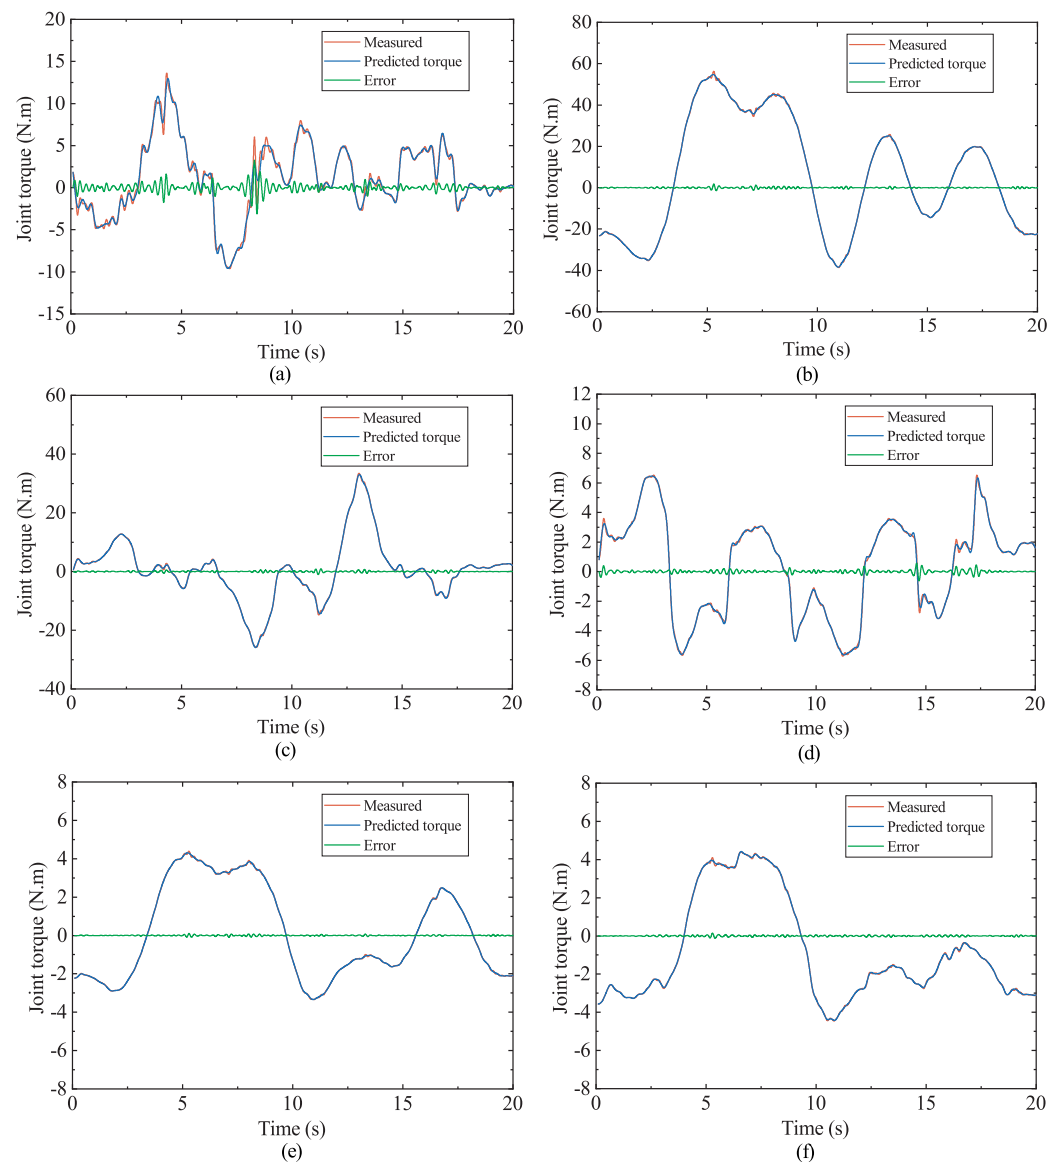 20
15
10
5
0
-5
-10
-15
Joint torque (N.m)
Measured
Predicted torque
Error
0 5 10 15 20
Time (s)
(a)
80
60
40
20
0
-20
-40
-60
Joint torque (N.m)
Measured
Predicted torque
Error
0 5 10 15 20
Time (s)
(b)
60
40
20
0
-20
-40
Joint torque (N.m)
Measured
Predicted torque
Error
0 5 10 15 20
Time (s)
(c)
12
10
8
6
4
2
0
-2
-4
-6
-8
Joint torque (N.m)
Measured
Predicted torque
Error
0 5 10 15 20
Time (s)
(d)
8
6
4
2
0
-2
-4
-6
-8
Joint torque (N.m)
Measured
Predicted torque
Error
0 5 10 15 20
Time (s)
(e)
8
6
4
2
0
-2
-4
-6
-8
Joint torque (N.m)
Measured
Predicted torque
Error
0 5 10 15 20
Time (s)
(f)